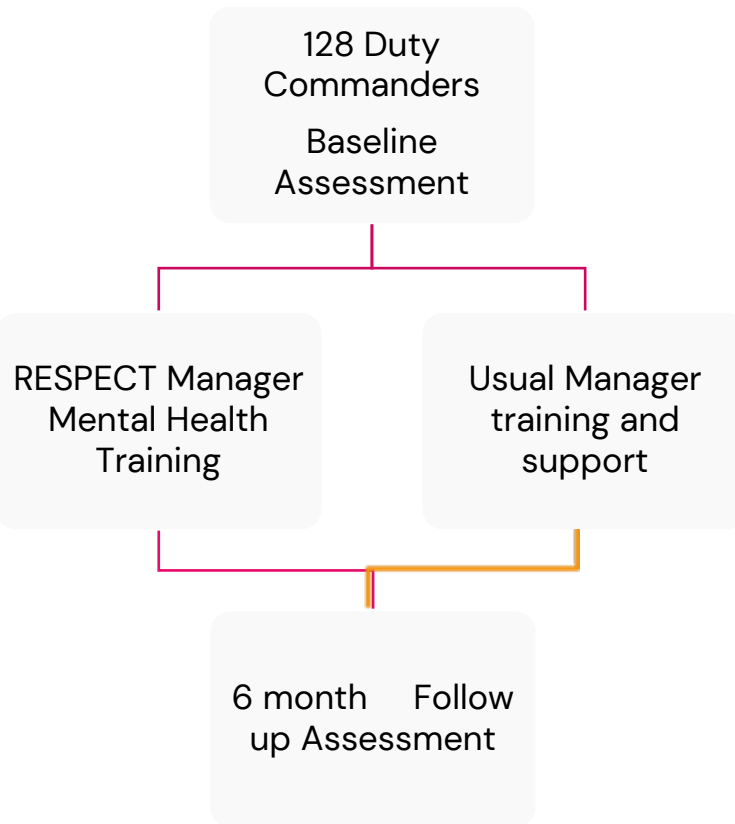 128 Duty
Commanders
Baseline
Assessment
RESPECT Manager
Mental Health
Training
Usual Manager
training and
support
6 month Follow
up Assessment